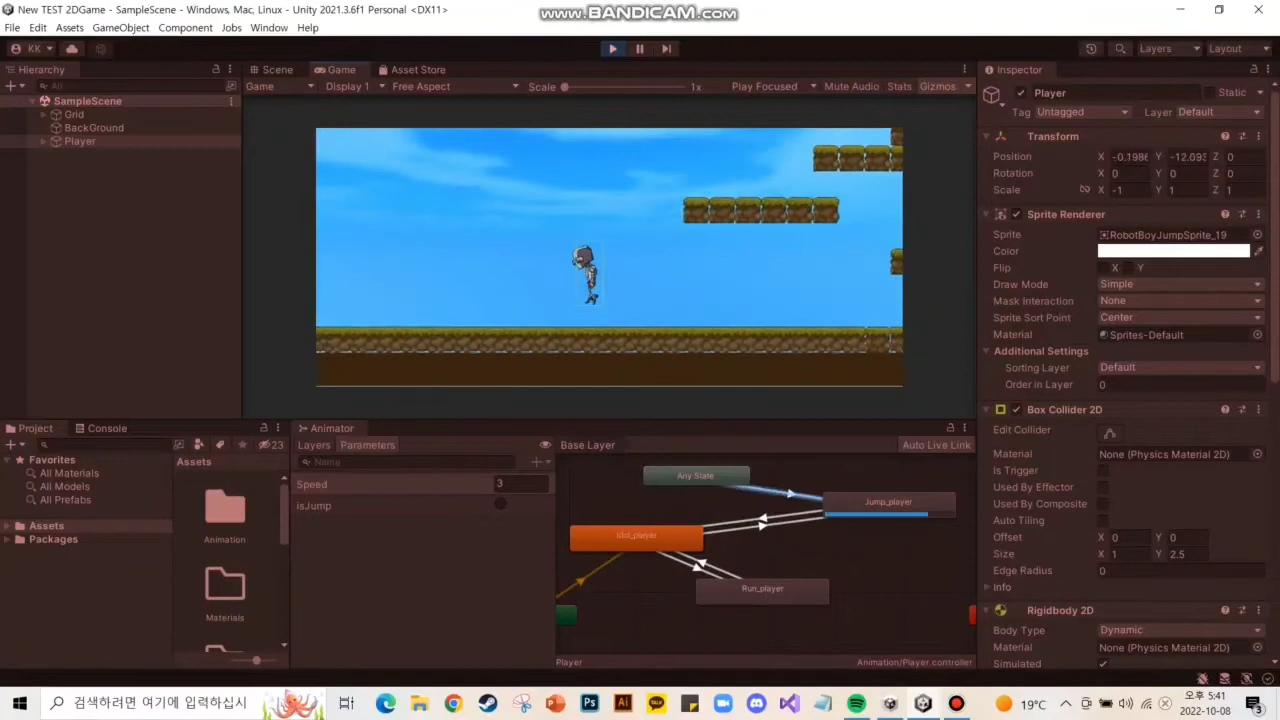 New TEST 2DGame - SampleScene - Windows, Mac, Linux - Unity 2021.3.6f1 Personal <DX11>
www.BANDICAM.com
File Edit Assets GameObject Component Jobs Window Help
KK
Layers Layout
Hierarchy
All
SampleScene
Grid
BackGround
Player
Scene Game Asset Store
Game Display 1 Free Aspect Scale 1x Play Focused Mute Audio Stats Gizmos
Inspector
Player Static
Tag Untagged Layer Default
Transform
Position X -0.1986 Y -12.093 Z 0
Rotation X 0 Y 0 Z 0
Scale X -1 Y 1 Z 1
Sprite Renderer
Sprite RobotBoyJumpSprite_19
Color
Flip X Y
Draw Mode Simple
Mask Interaction None
Sprite Sort Point Center
Material Sprites-Default
Additional Settings
Sorting Layer Default
Order in Layer 0
Box Collider 2D
Edit Collider
Material None (Physics Material 2D)
Is Trigger
Used By Effector
Used By Composite
Auto Tiling
Offset X 0 Y 0
Size X 1 Y 2.5
Edge Radius 0
Info
Rigidbody 2D
Body Type Dynamic
Material None (Physics Material 2D)
Simulated
Project Console
23
Favorites
All Materials
All Models
All Prefabs
Assets
Packages
Assets
Animation
Materials
Animator
Layers Parameters
Name
Speed 3
isJump
Base Layer Auto Live Link
Any State
Jump_player
Idol_player
Run_player
Player Animation/Player.controller
검색하려면 여기에 입력하십시
19°C
오후 5:41
2022-10-08
3